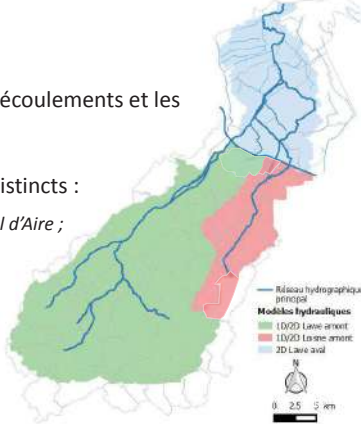 écoulements et les
istincts :
l d’Aire ;
Réseau hydrographique
principal
Modèles hydrauliques
1D/2D Lawe amont
1D/2D Loisne amont
2D Lawe aval
N
0 2.5 5 km